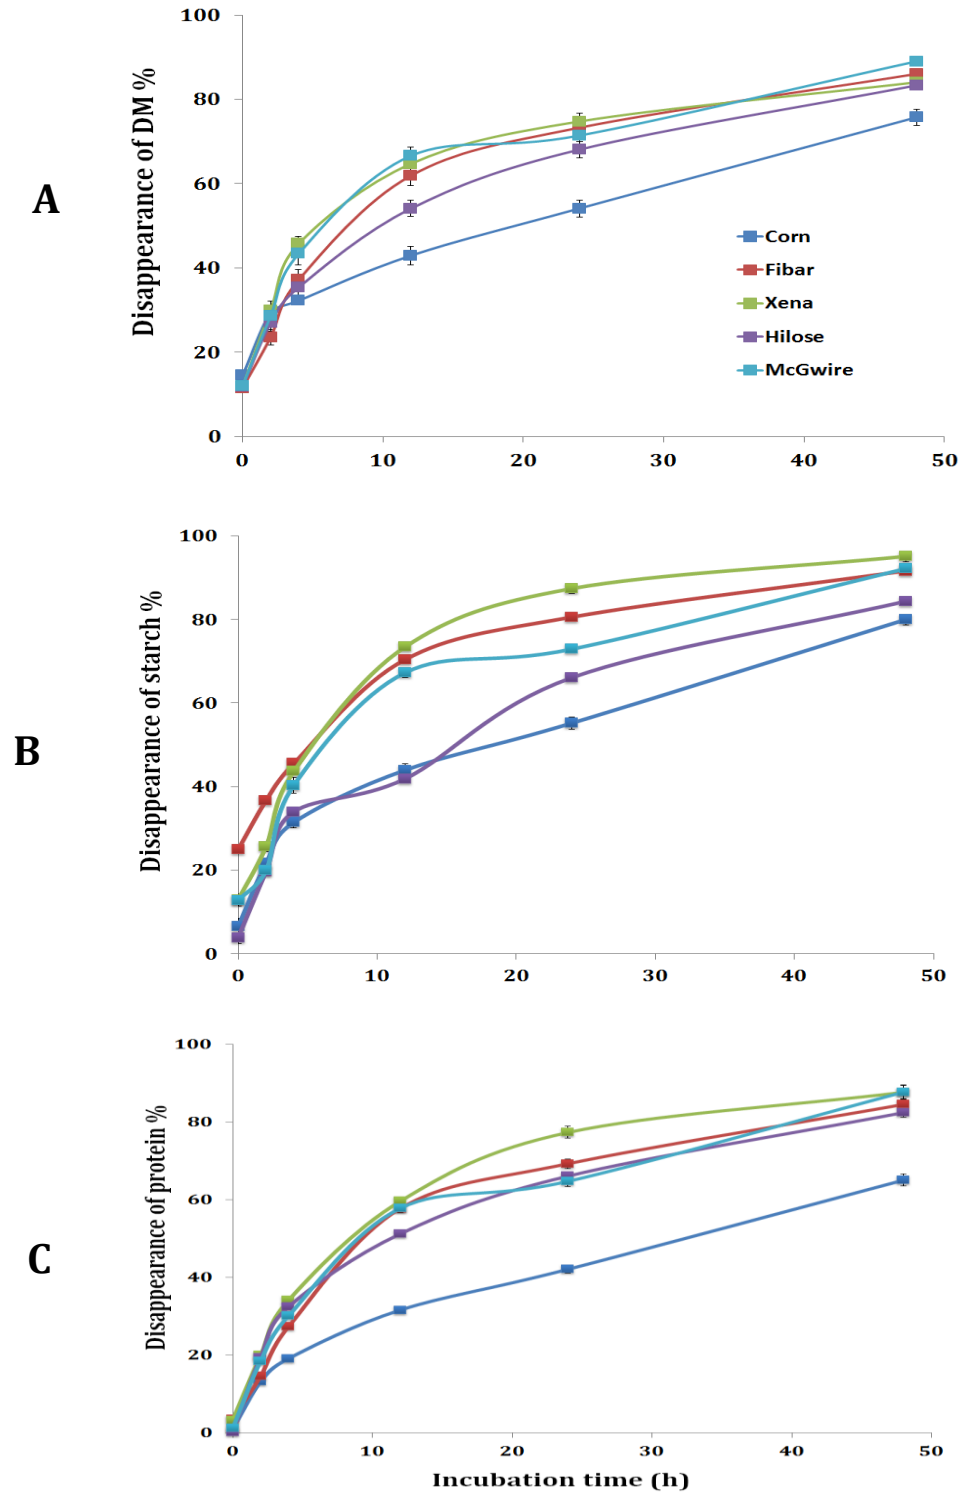 A
Disappearance of DM %
100
80
60
40
20
0
0 10 20 30 40 50
Corn
Fibar
Xena
Hilose
McGwire
B
Disappearance of starch %
100
80
60
40
20
0
0 10 20 30 40 50
C
Disappearance of protein %
100
80
60
40
20
0
0 10 20 30 40 50
Incubation time (h)